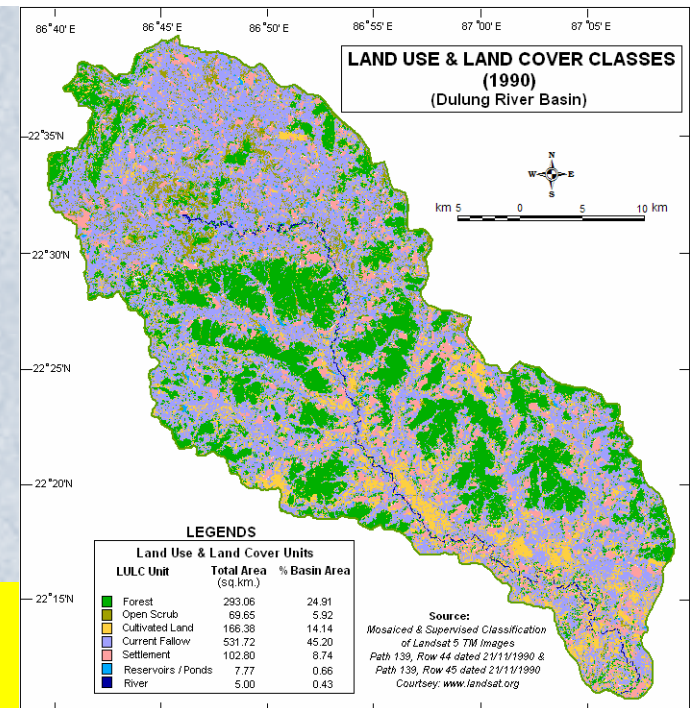 86°40'E 86°45'E 86°50'E 86°55'E 87°00'E 87°05'E
LAND USE & LAND COVER CLASSES
(1990)
(Dulung River Basin)
22°35'N
N
W E
S
km 5 0 5 10 km
22°30'N
22°25'N
22°20'N
22°15'N
LEGENDS
Land Use & Land Cover Units
LULC Unit Total Area % Basin Area
(sq.km.)
Forest 293.06 24.91
Open Scrub 69.65 5.92
Cultivated Land 166.38 14.14
Current Fallow 531.72 45.20
Settlement 102.80 8.74
Reservoirs / Ponds 7.77 0.66
River 5.00 0.43
Source:
Mosaiced & Supervised Classification
of Landsat 5 TM Images
Path 139, Row 44 dated 21/11/1990 &
Path 139, Row 45 dated 21/11/1990
Courtsey: www.landsat.org